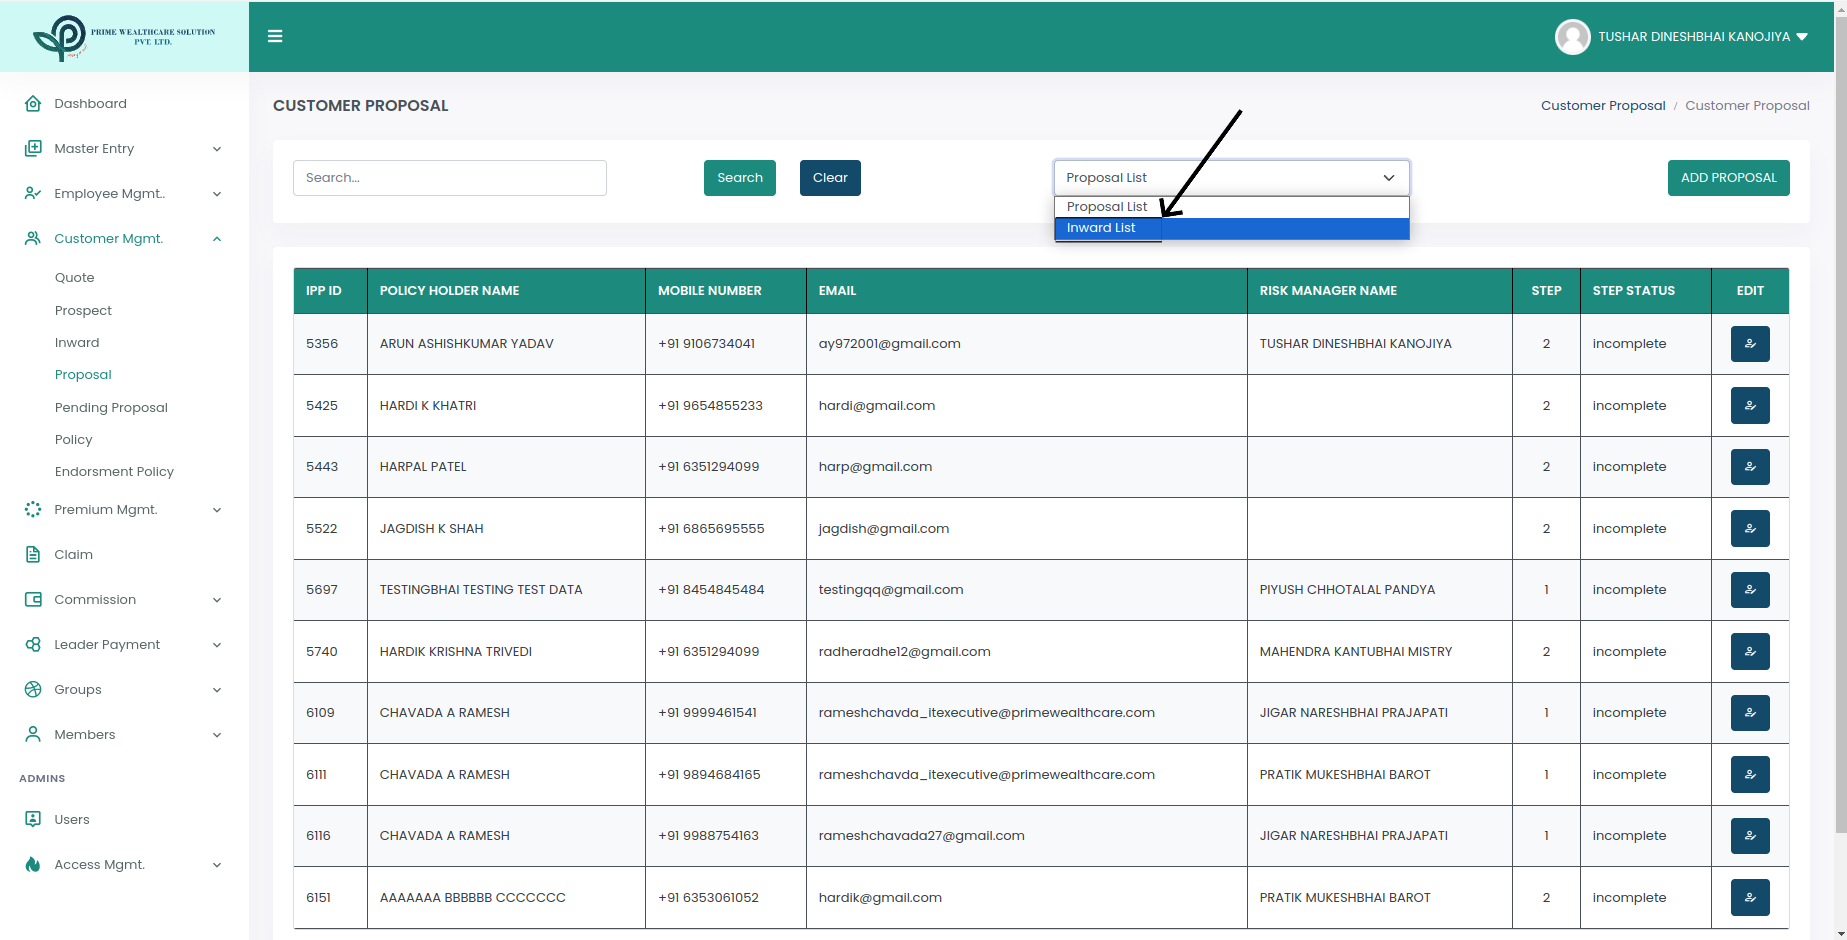 PRIME WEALTHCARE SOLUTION
PVT. LTD.
TUSHAR DINESHBHAI KANOJIYA
Dashboard
Master Entry
Employee Mgmt..
Customer Mgmt.
Quote
Prospect
Inward
Proposal
Pending Proposal
Policy
Endorsment Policy
Premium Mgmt.
Claim
Commission
Leader Payment
Groups
Members
ADMINS
Users
Access Mgmt.
CUSTOMER PROPOSAL
Customer Proposal / Customer Proposal
Search... Search Clear Proposal List ADD PROPOSAL
Proposal List
Inward List
IPP ID POLICY HOLDER NAME MOBILE NUMBER EMAIL RISK MANAGER NAME STEP STEP STATUS EDIT
5356 ARUN ASHISHKUMAR YADAV +91 9106734041 ay972001@gmail.com TUSHAR DINESHBHAI KANOJIYA 2 incomplete
5425 HARDI K KHATRI +91 9654855233 hardi@gmail.com 2 incomplete
5443 HARPAL PATEL +91 6351294099 harp@gmail.com 2 incomplete
5522 JAGDISH K SHAH +91 6865695555 jagdish@gmail.com 2 incomplete
5697 TESTINGBHAI TESTING TEST DATA +91 8454845484 testingqq@gmail.com PIYUSH CHHOTALAL PANDYA 1 incomplete
5740 HARDIK KRISHNA TRIVEDI +91 6351294099 radheradhe12@gmail.com MAHENDRA KANTUBHAI MISTRY 2 incomplete
6109 CHAVADA A RAMESH +91 9999461541 rameshchavda_itexecutive@primewealthcare.com JIGAR NARESHBHAI PRAJAPATI 1 incomplete
6111 CHAVADA A RAMESH +91 9894684165 rameshchavda_itexecutive@primewealthcare.com PRATIK MUKESHBHAI BAROT 1 incomplete
6116 CHAVADA A RAMESH +91 9988754163 rameshchavada27@gmail.com JIGAR NARESHBHAI PRAJAPATI 1 incomplete
6151 AAAAAAA BBBBBB CCCCCCC +91 6353061052 hardik@gmail.com PRATIK MUKESHBHAI BAROT 2 incomplete